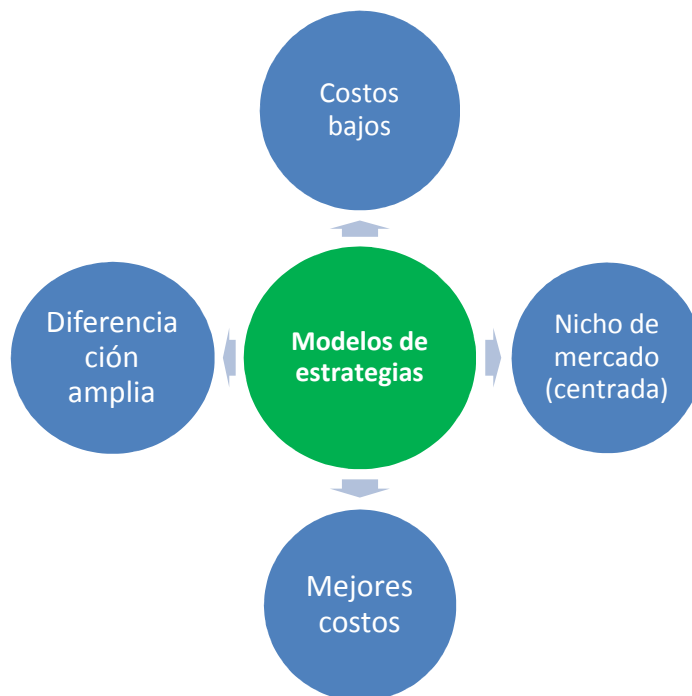 Costos
bajos
Diferencia
ción
amplia
Modelos de
estrategias
Nicho de
mercado
(centrada)
Mejores
costos